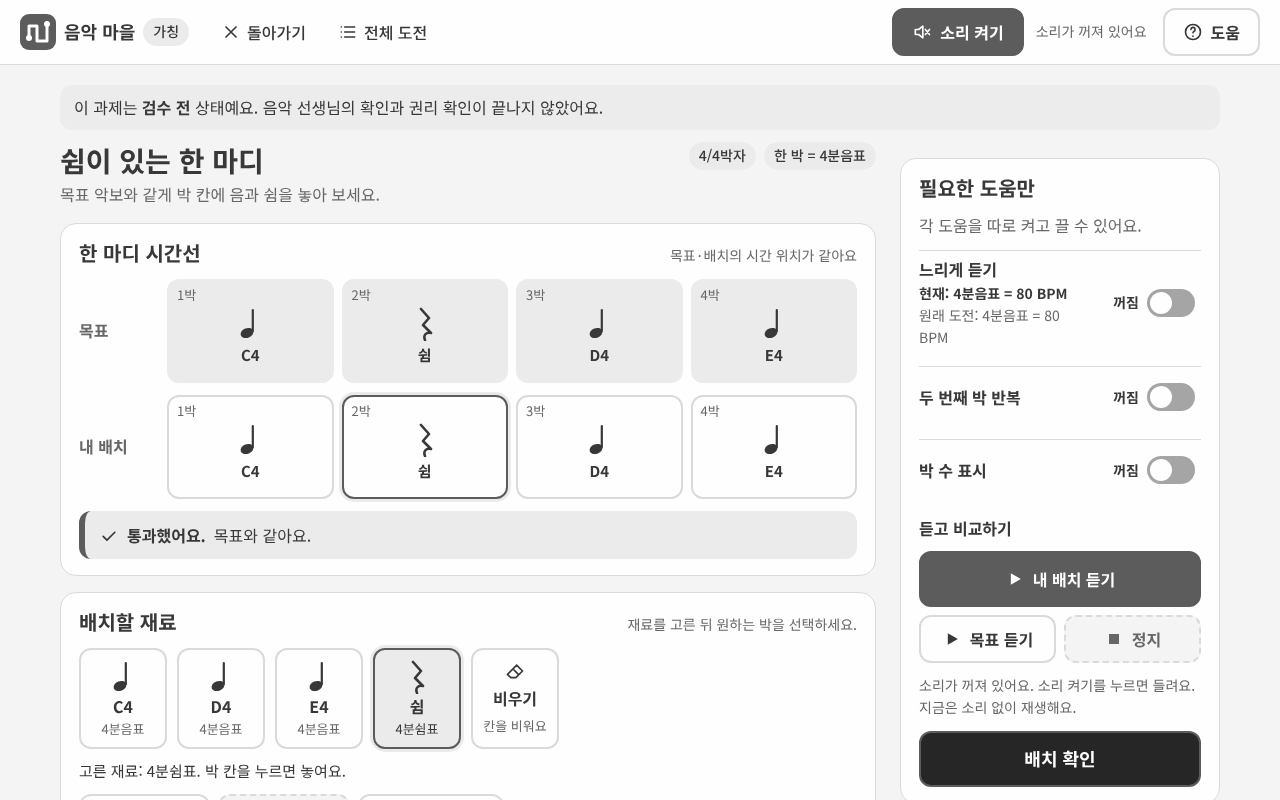 음악 마을 가칭 돌아가기 전체 도전 소리 켜기 소리가 꺼져 있어요 도움
이 과제는 검수 전 상태예요. 음악 선생님의 확인과 권리 확인이 끝나지 않았어요.
쉼이 있는 한 마디
4/4박자 한 박 = 4분음표
목표 악보와 같게 박 칸에 음과 쉼을 놓아 보세요.
한 마디 시간선
목표·배치의 시간 위치가 같아요
목표
1박
C4
2박
쉼
3박
D4
4박
E4
내 배치
1박
C4
2박
쉼
3박
D4
4박
E4
통과했어요. 목표와 같아요.
배치할 재료
재료를 고른 뒤 원하는 박을 선택하세요.
C4
4분음표
D4
4분음표
E4
4분음표
쉼
4분쉼표
비우기
칸을 비워요
고른 재료: 4분쉼표. 박 칸을 누르면 놓여요.
필요한 도움만
각 도움을 따로 켜고 끌 수 있어요.
느리게 듣기
현재: 4분음표 = 80 BPM
원래 도전: 4분음표 = 80
BPM
꺼짐
두 번째 박 반복
꺼짐
박 수 표시
꺼짐
듣고 비교하기
내 배치 듣기
목표 듣기
정지
소리가 꺼져 있어요. 소리 켜기를 누르면 들려요.
지금은 소리 없이 재생해요.
배치 확인